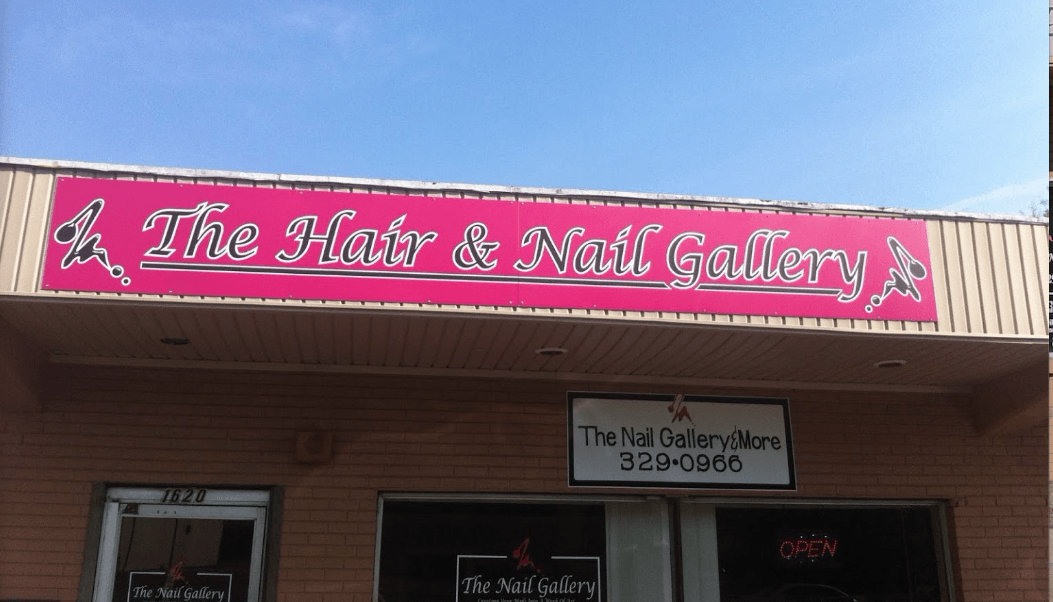 The Hair & Nail Gallery
The Nail Gallery & More
329•0966
1620
OPEN
The Nail Gallery
The Nail Gallery